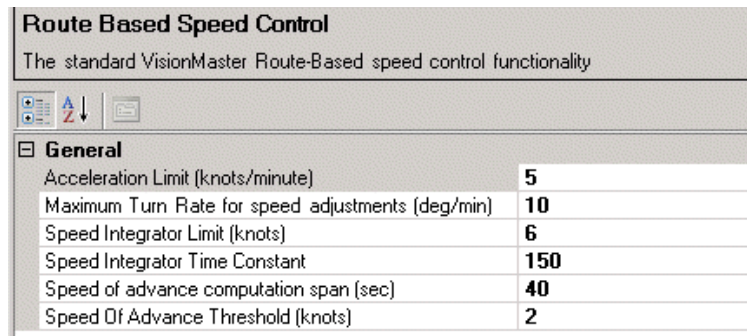 Route Based Speed Control
The standard VisionMaster Route-Based speed control functionality
A
Z
General
Acceleration Limit (knots/minute) 5
Maximum Turn Rate for speed adjustments (deg/min) 10
Speed Integrator Limit (knots) 6
Speed Integrator Time Constant 150
Speed of advance computation span (sec) 40
Speed Of Advance Threshold (knots) 2